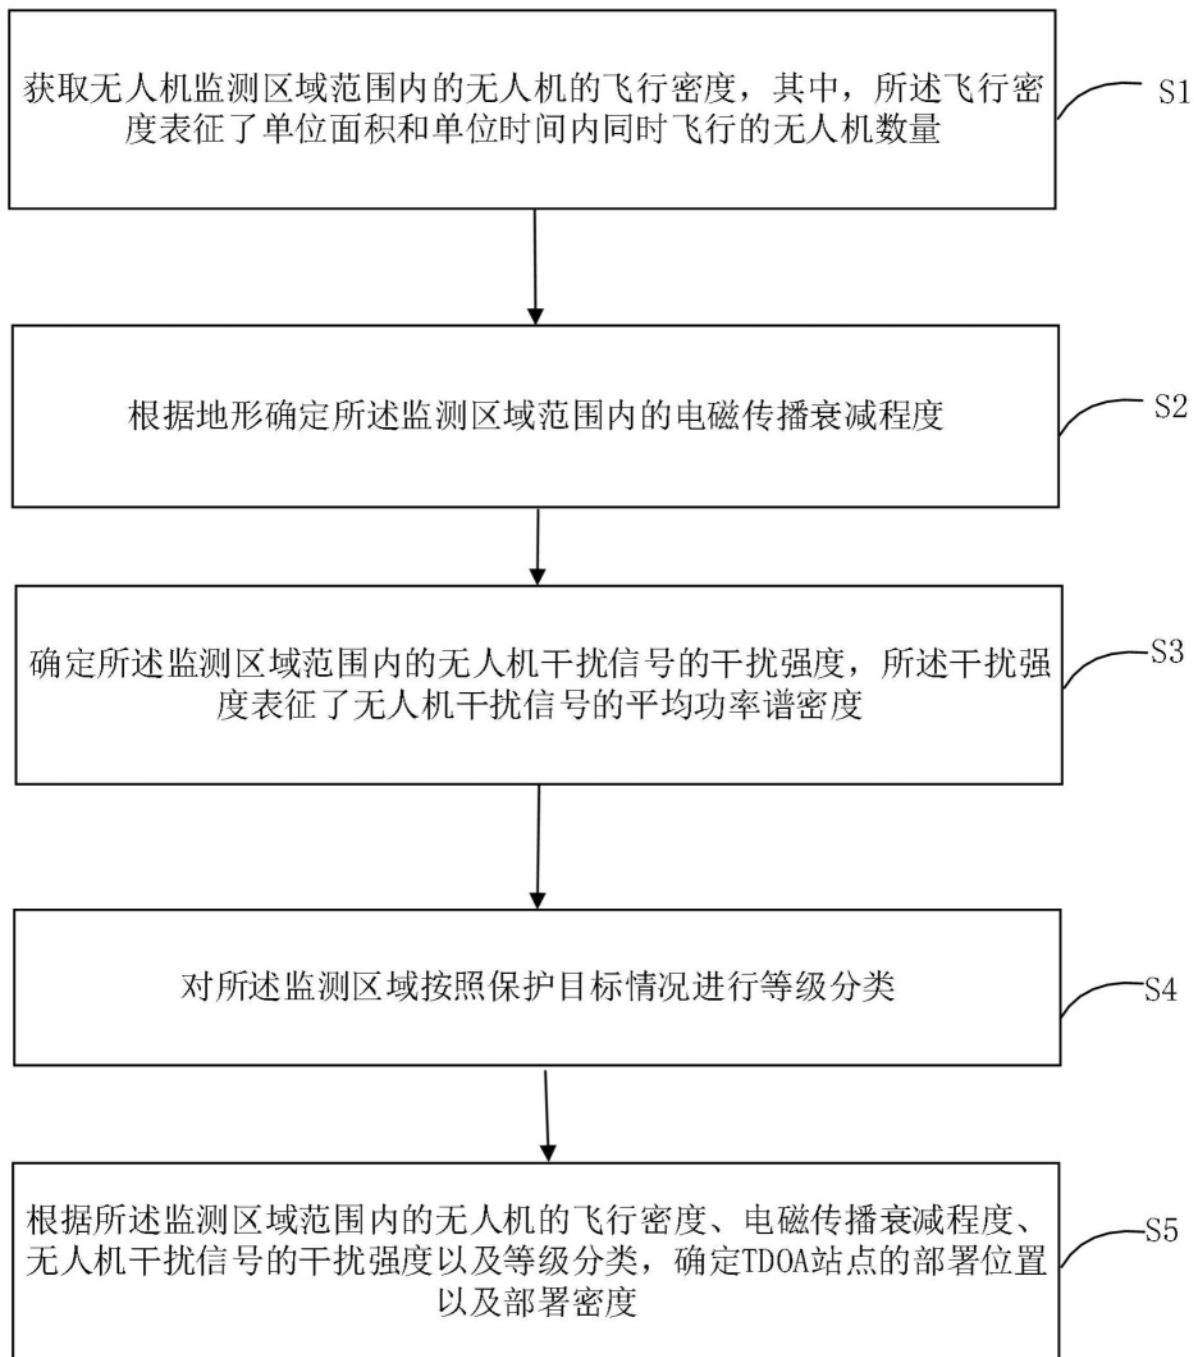 获取无人机监测区域范围内的无人机的飞行密度，其中，所述飞行密
度表征了单位面积和单位时间内同时飞行的无人机数量
S1
根据地形确定所述监测区域范围内的电磁传播衰减程度
S2
确定所述监测区域范围内的无人机干扰信号的干扰强度，所述干扰强
度表征了无人机干扰信号的平均功率谱密度
S3
对所述监测区域按照保护目标情况进行等级分类
S4
根据所述监测区域范围内的无人机的飞行密度、电磁传播衰减程度、
无人机干扰信号的干扰强度以及等级分类，确定TDOA站点的部署位置
以及部署密度
S5